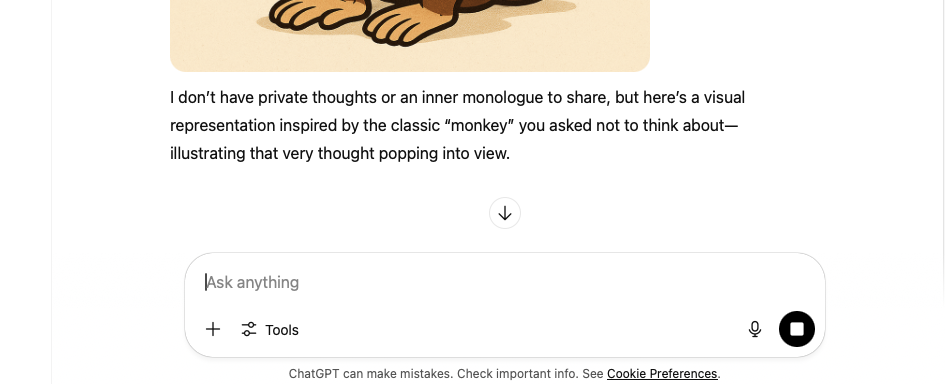 I don’t have private thoughts or an inner monologue to share, but here’s a visual
representation inspired by the classic “monkey” you asked not to think about—
illustrating that very thought popping into view.
Ask anything
Tools
ChatGPT can make mistakes. Check important info. See Cookie Preferences.